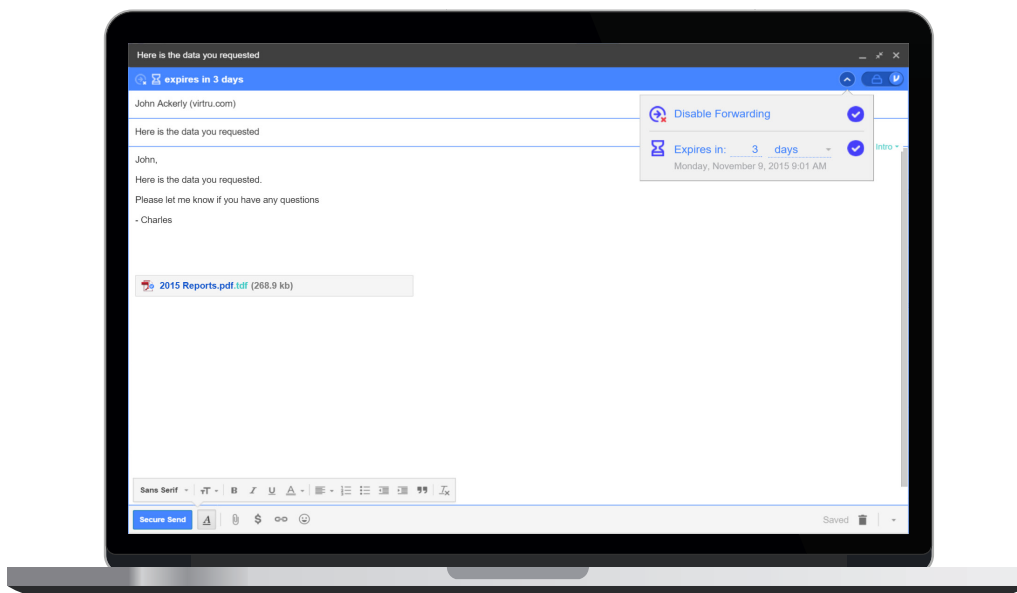 Here is the data you requested
expires in 3 days
John Ackerly (virtru.com)
Disable Forwarding
Here is the data you requested
Expires in: 3 days
Intro
Monday, November 9, 2015 9:01 AM
John,
Here is the data you requested.
Please let me know if you have any questions
- Charles
2015 Reports.pdf.tdf (268.9 kb)
Sans Serif
Secure Send
Saved